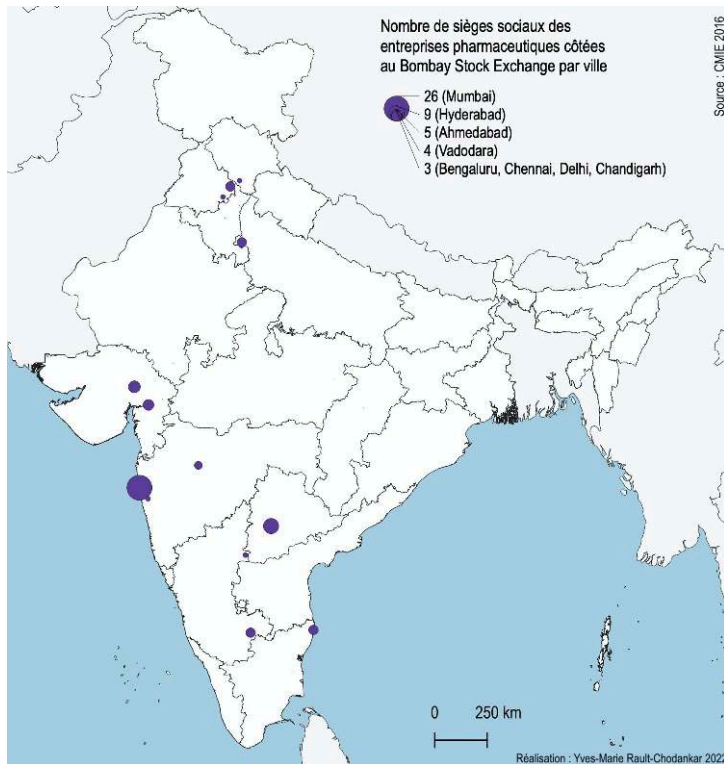 Nombre de sièges sociaux des
entreprises pharmaceutiques côtées
au Bombay Stock Exchange par ville
26 (Mumbai)
9 (Hyderabad)
5 (Ahmedabad)
4 (Vadodara)
3 (Bengaluru, Chennai, Delhi, Chandigarh)
Source : CMIE 2016
0 250 km
Réalisation : Yves-Marie Rault-Chodankar 2022